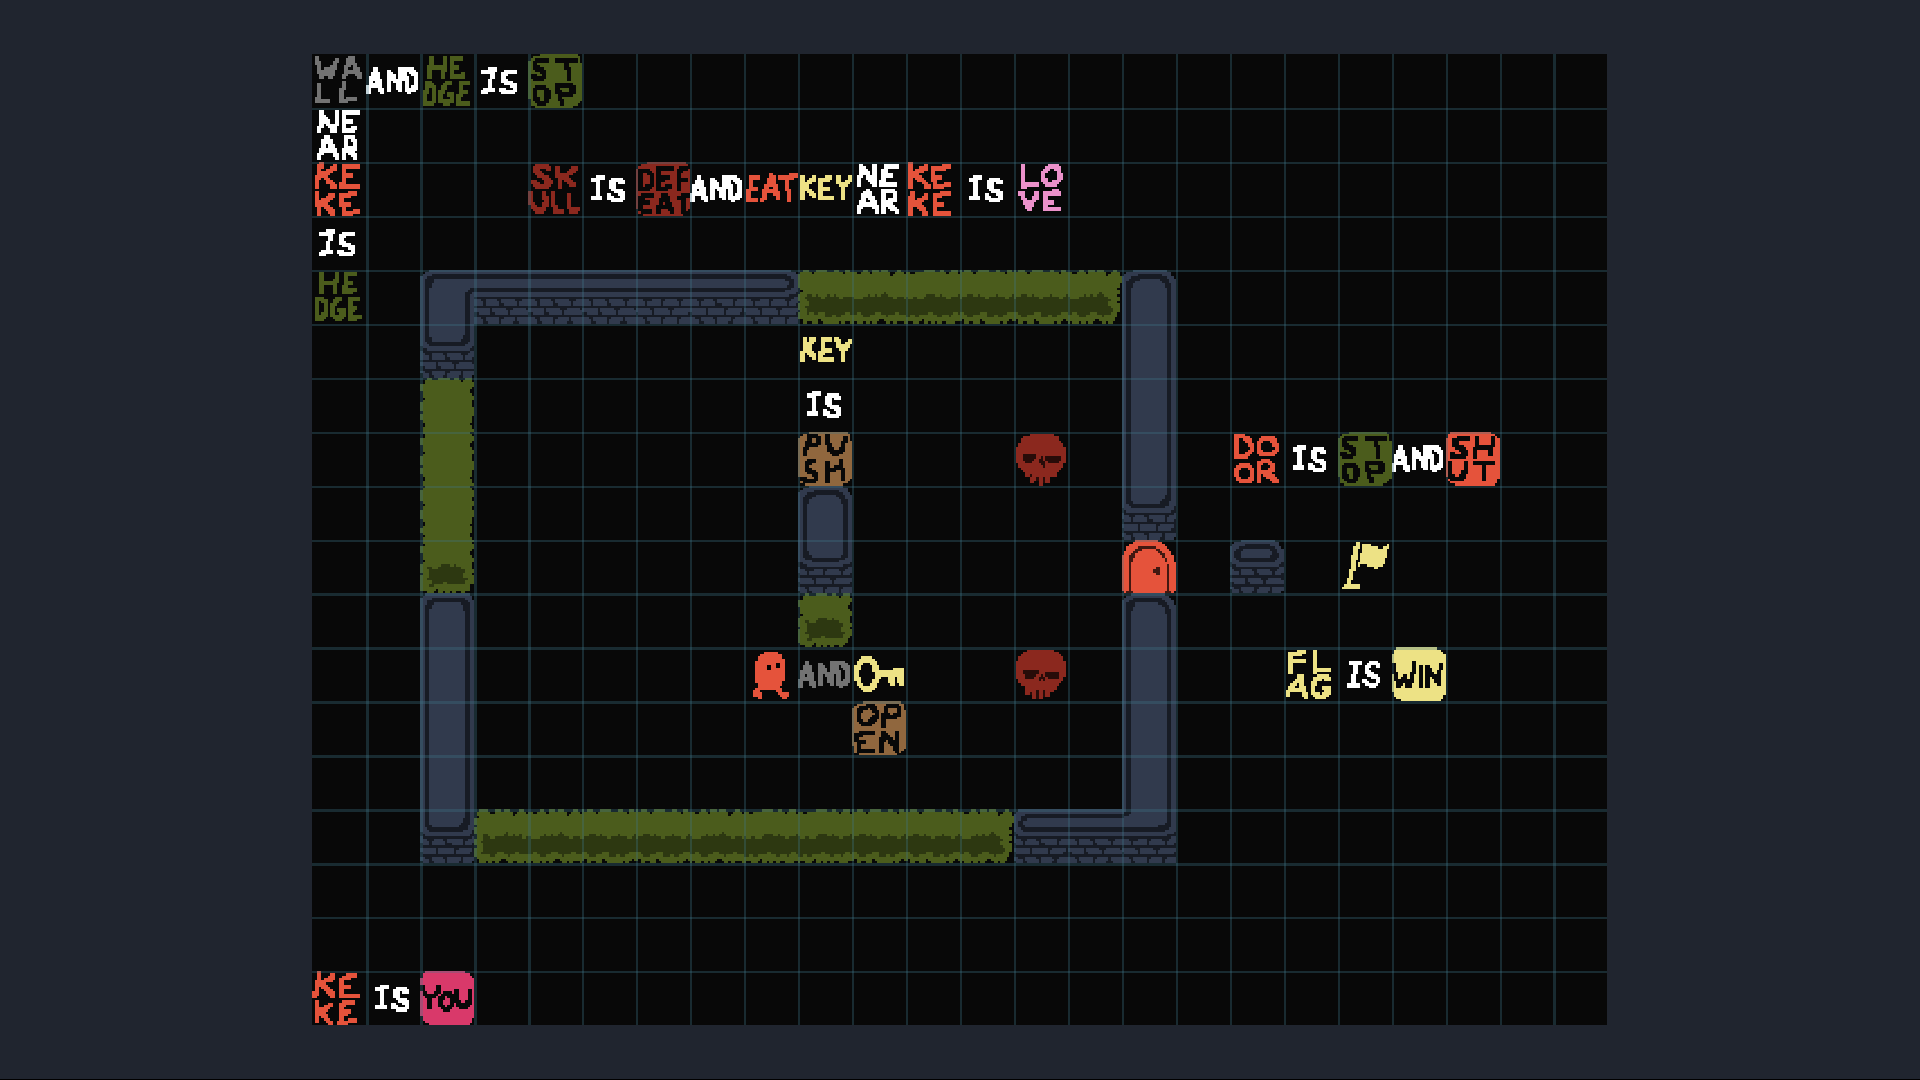 WALL AND HEDGE IS STOP
NEAR
KEKE SKULL IS DEFEAT AND EAT KEY NEAR KEKE IS LOVE
IS
HEDGE
KEY
IS
PUSH DOOR IS STOP AND SHUT
AND FLAG IS WIN
OPEN
KEKE IS YOU